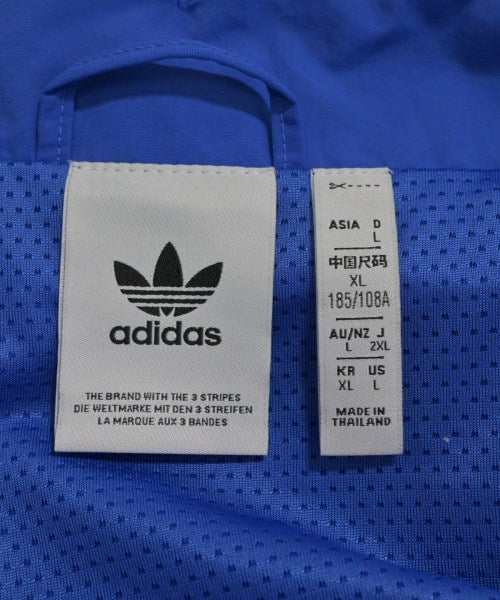 adidas
THE BRAND WITH THE 3 STRIPES
DIE WELTMARKE MIT DEN 3 STREIFEN
LA MARQUE AUX 3 BANDES
ASIA D
L
中国尺码
XL
185/108A
AU/NZ J
L 2XL
KR US
XL L
MADE IN
THAILAND